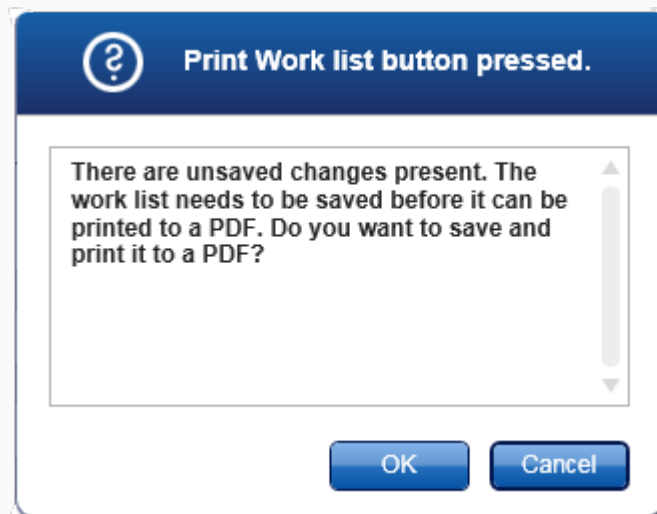 Print Work list button pressed.
There are unsaved changes present. The
work list needs to be saved before it can be
printed to a PDF. Do you want to save and
print it to a PDF?
OK
Cancel